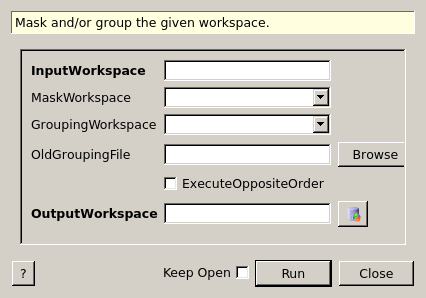 Mask and/or group the given workspace.
InputWorkspace
MaskWorkspace
GroupingWorkspace
OldGroupingFile Browse
ExecuteOppositeOrder
OutputWorkspace
? Keep Open Run Close